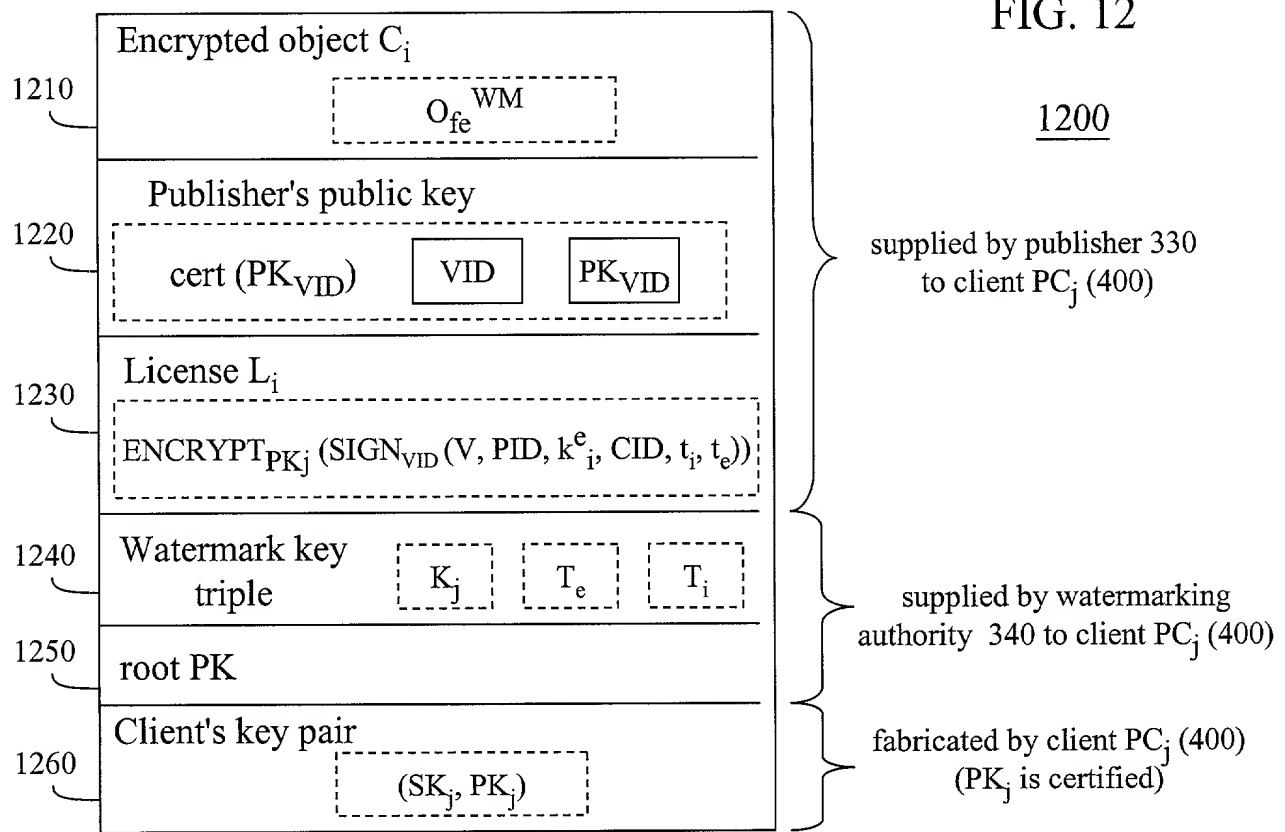 FIG. 12
1200
1210
Encrypted object Cᵢ
O_fe^WM
1220
Publisher's public key
cert (PK_VID) VID PK_VID
supplied by publisher 330
to client PC_j (400)
1230
License Lᵢ
ENCRYPT_PKj (SIGN_VID (V, PID, k^e_i, CID, t_i, t_e))
1240
Watermark key
triple
K_j T_e T_i
supplied by watermarking
authority 340 to client PC_j (400)
1250
root PK
1260
Client's key pair
(SK_j, PK_j)
fabricated by client PC_j (400)
(PK_j is certified)